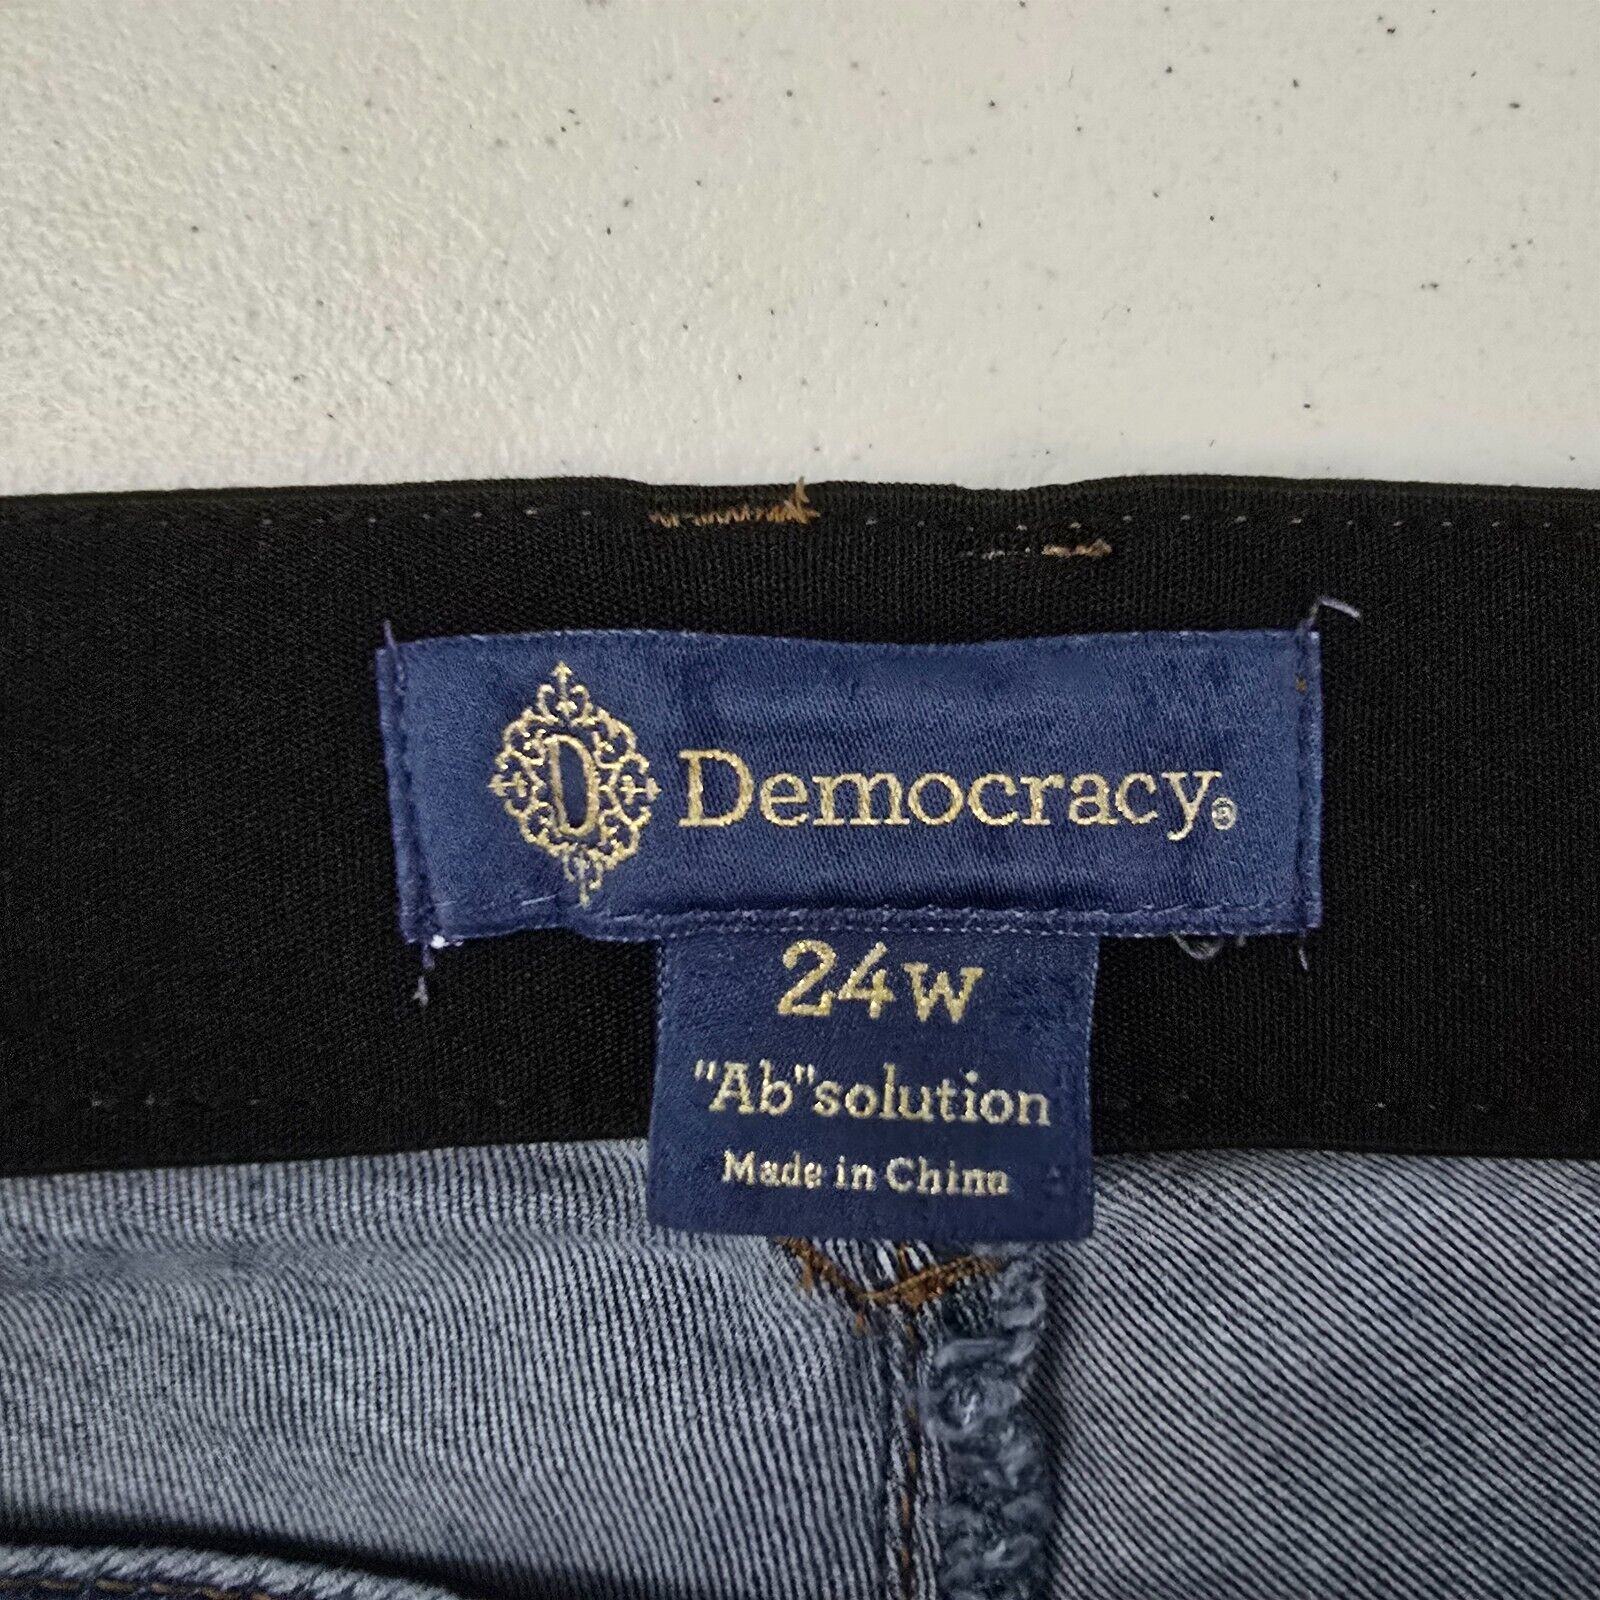 D Democracy®
24W
"Ab"solution
Made in China